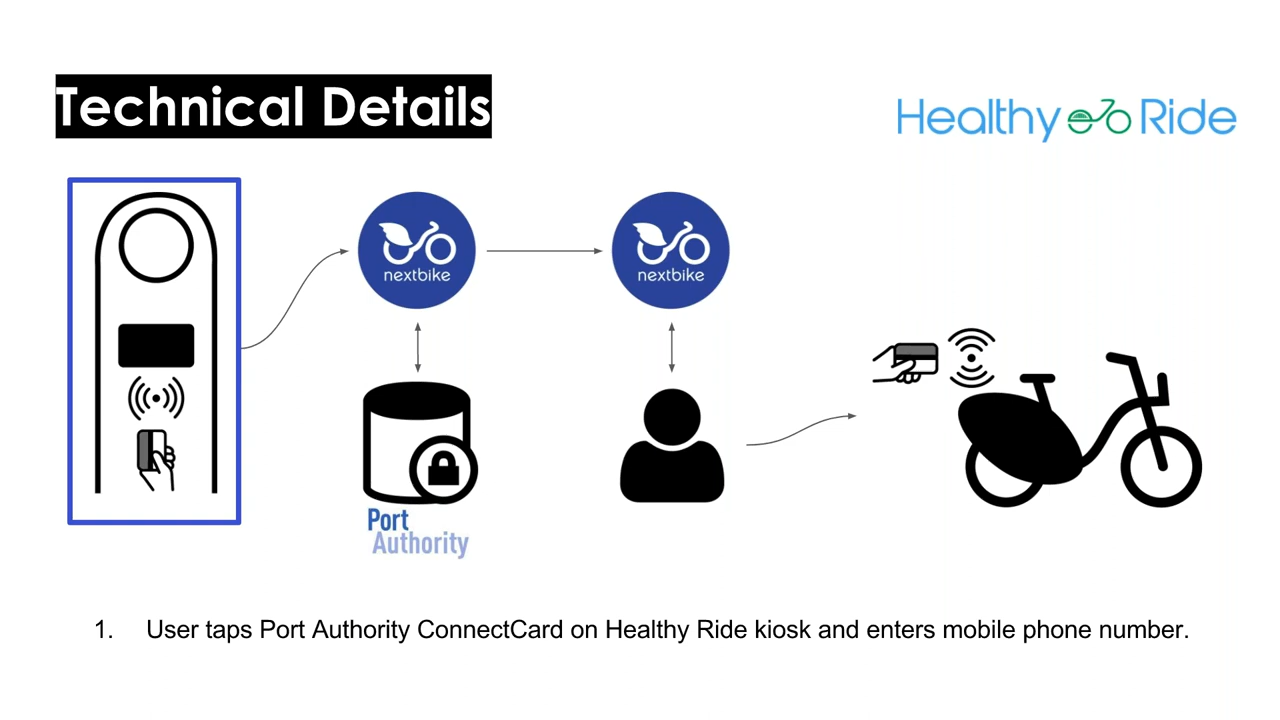 Technical Details
Healthy Ride
nextbike
nextbike
Port
Authority
1. User taps Port Authority ConnectCard on Healthy Ride kiosk and enters mobile phone number.